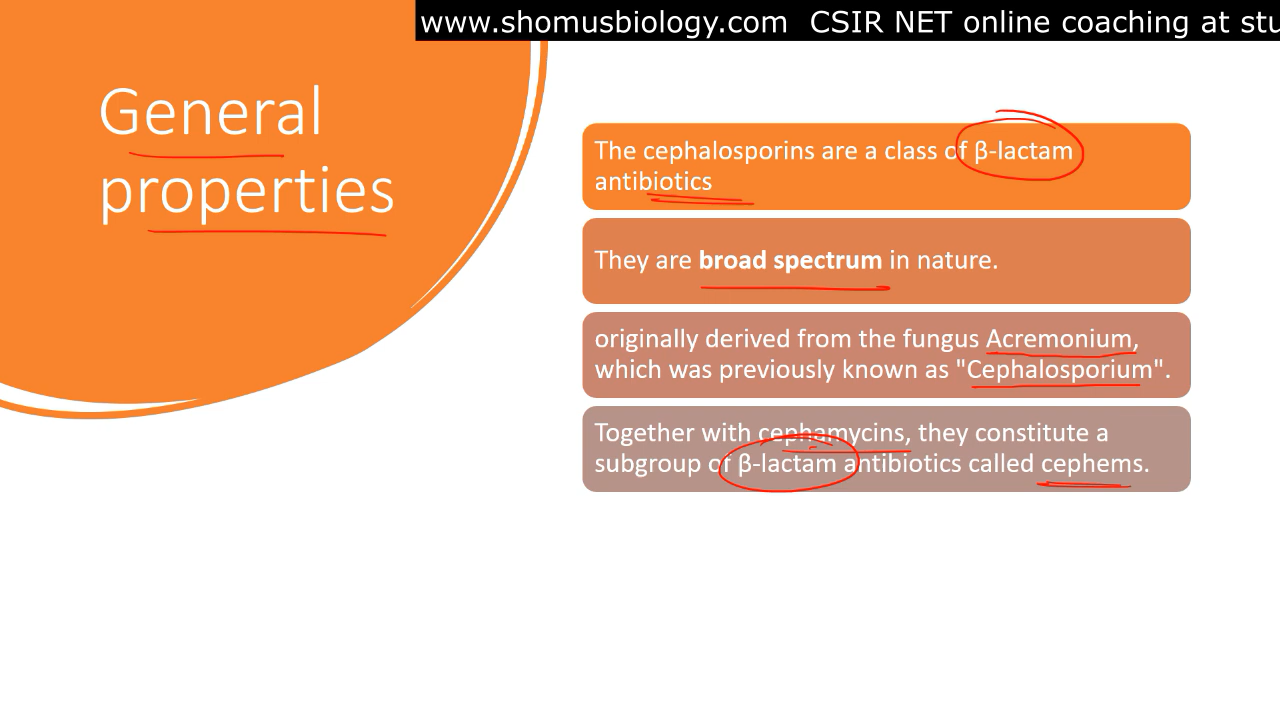 www.shomusbiology.com CSIR NET online coaching at stu
General
properties
The cephalosporins are a class of β-lactam
antibiotics
They are broad spectrum in nature.
originally derived from the fungus Acremonium,
which was previously known as "Cephalosporium".
Together with cephamycins, they constitute a
subgroup of β-lactam antibiotics called cephems.